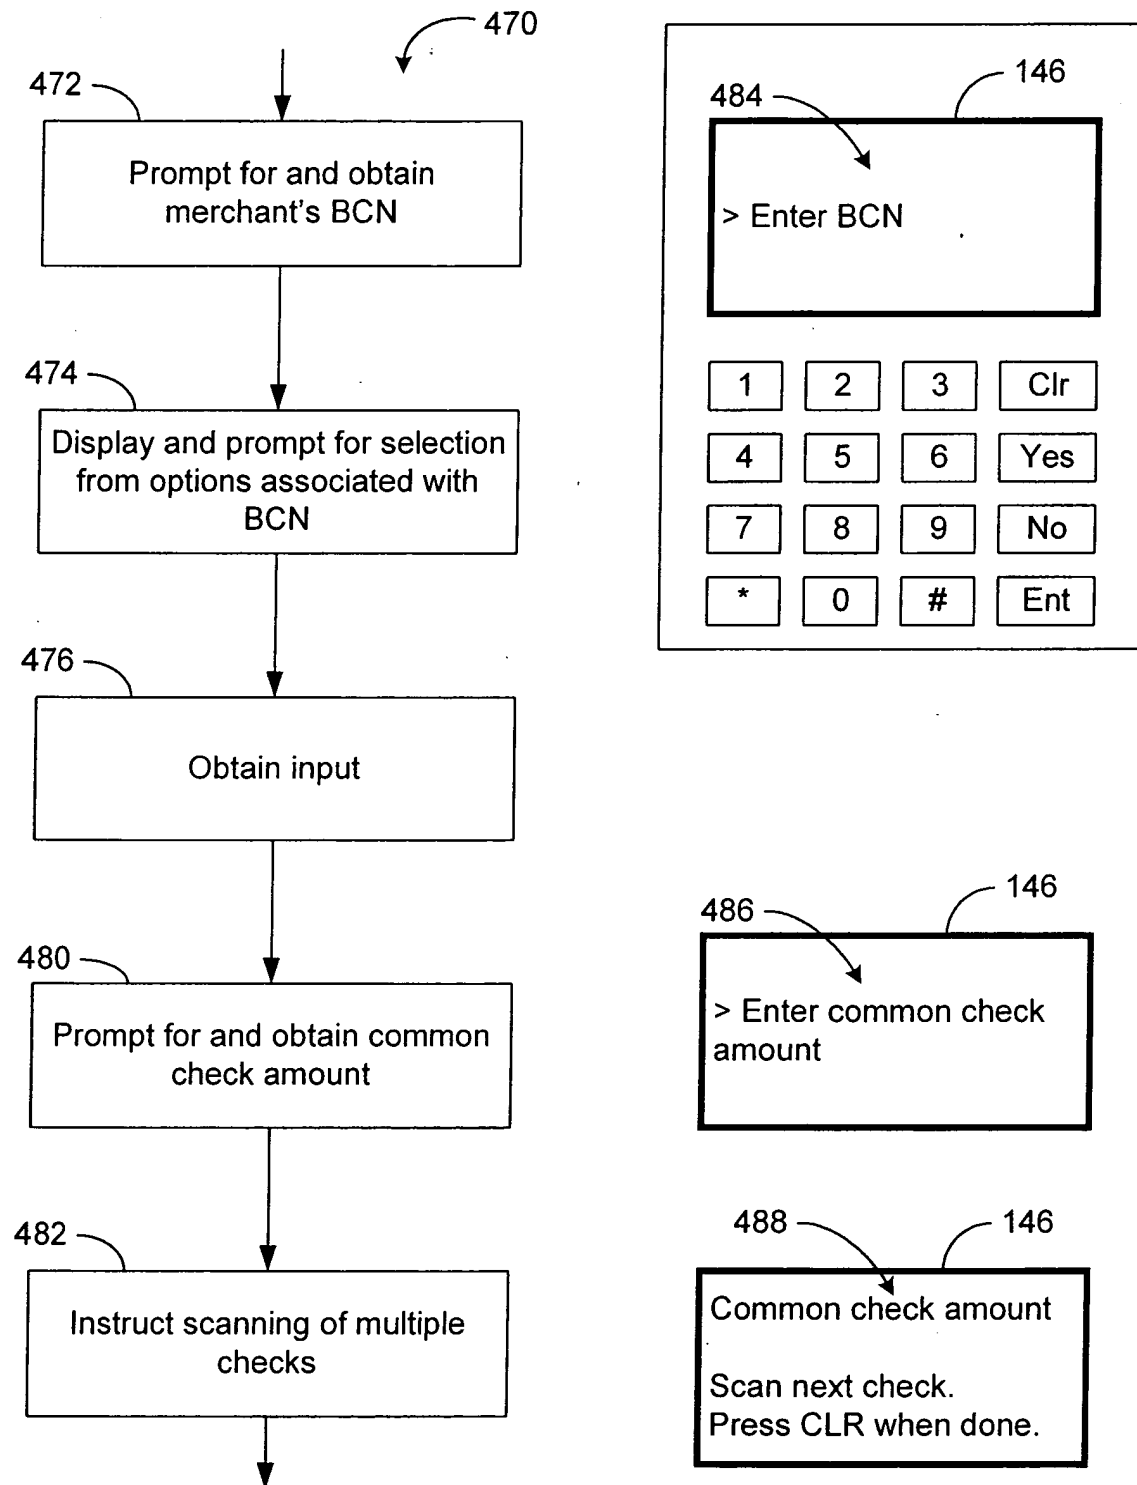 470
472
Prompt for and obtain
merchant's BCN
474
Display and prompt for selection
from options associated with
BCN
476
Obtain input
480
Prompt for and obtain common
check amount
482
Instruct scanning of multiple
checks
146
484
> Enter BCN
1 2 3 Clr
4 5 6 Yes
7 8 9 No
* 0 # Ent
146
486
> Enter common check
amount
488
146
Common check amount
Scan next check.
Press CLR when done.